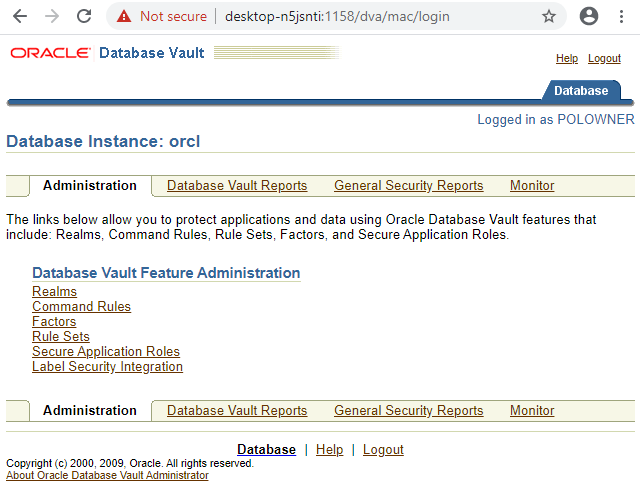 Not secure | desktop-n5jsnti:1158/dva/mac/login
ORACLE Database Vault
Help Logout
Database
Logged in as POLOWNER
Database Instance: orcl
Administration Database Vault Reports General Security Reports Monitor
The links below allow you to protect applications and data using Oracle Database Vault features that
include: Realms, Command Rules, Rule Sets, Factors, and Secure Application Roles.
Database Vault Feature Administration
Realms
Command Rules
Factors
Rule Sets
Secure Application Roles
Label Security Integration
Administration Database Vault Reports General Security Reports Monitor
Database | Help | Logout
Copyright (c) 2000, 2009, Oracle. All rights reserved.
About Oracle Database Vault Administrator